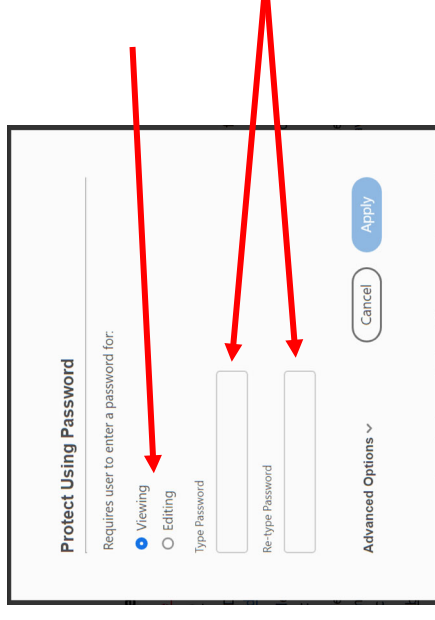 Protect Using Password
Requires user to enter a password for:
Viewing
Editing
Type Password
Re-type Password
Advanced Options
Cancel
Apply